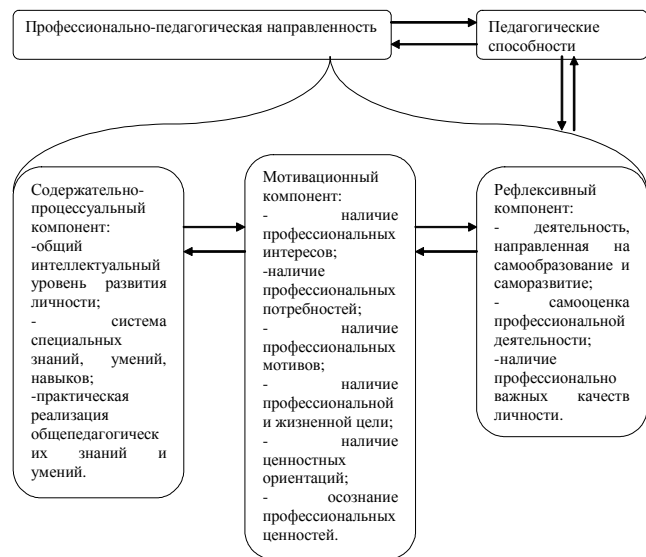 Профессионально-педагогическая направленность
Педагогические
способности
Содержательно-
процессуальный
компонент:
-общий
интеллектуальный
уровень развития
личности;
- система
специальных
знаний, умений,
навыков;
-практическая
реализация
общепедагогическ
их знаний и
умений.
Мотивационный
компонент:
- наличие
профессиональных
интересов;
-наличие
профессиональных
потребностей;
- наличие
профессиональных
мотивов;
- наличие
профессиональной
и жизненной цели;
- наличие
ценностных
ориентаций;
- осознание
профессиональных
ценностей.
Рефлексивный
компонент:
- деятельность,
направленная на
самообразование и
саморазвитие;
- самооценка
профессиональной
деятельности;
-наличие
профессионально
важных качеств
личности.